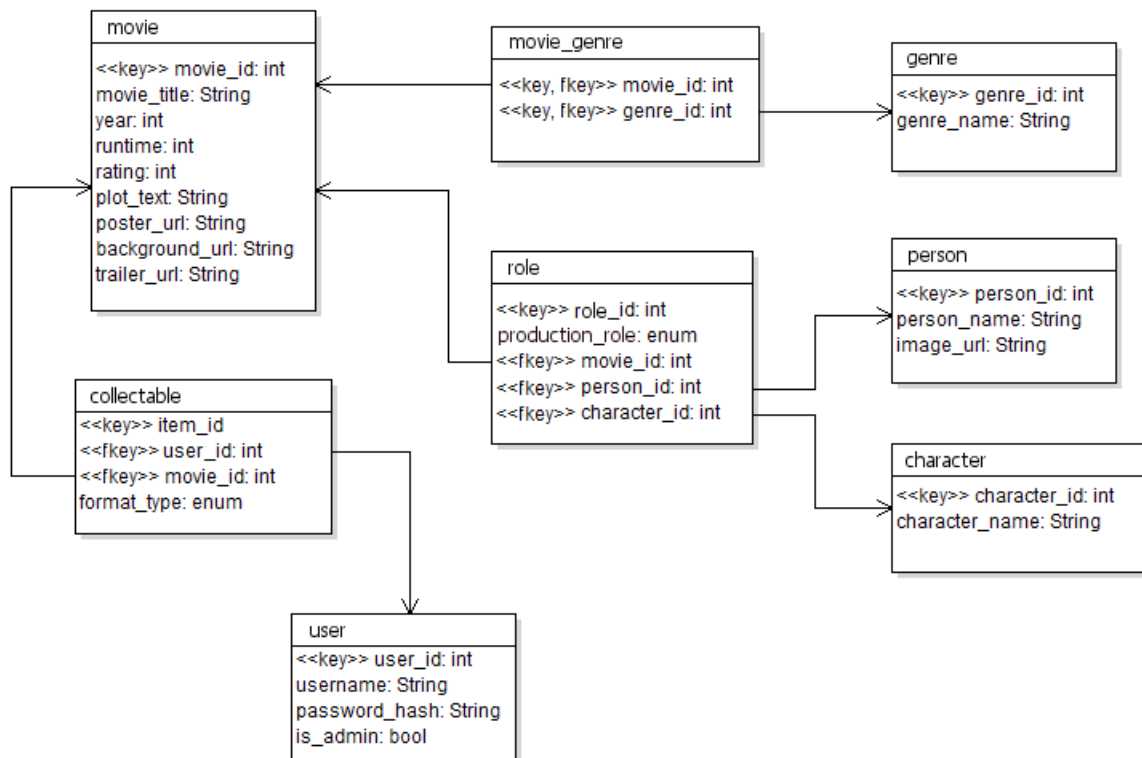 movie
<<key>> movie_id: int
movie_title: String
year: int
runtime: int
rating: int
plot_text: String
poster_url: String
background_url: String
trailer_url: String
movie_genre
<<key, fkey>> movie_id: int
<<key, fkey>> genre_id: int
genre
<<key>> genre_id: int
genre_name: String
role
<<key>> role_id: int
production_role: enum
<<fkey>> movie_id: int
<<fkey>> person_id: int
<<fkey>> character_id: int
person
<<key>> person_id: int
person_name: String
image_url: String
collectable
<<key>> item_id
<<fkey>> user_id: int
<<fkey>> movie_id: int
format_type: enum
character
<<key>> character_id: int
character_name: String
user
<<key>> user_id: int
username: String
password_hash: String
is_admin: bool